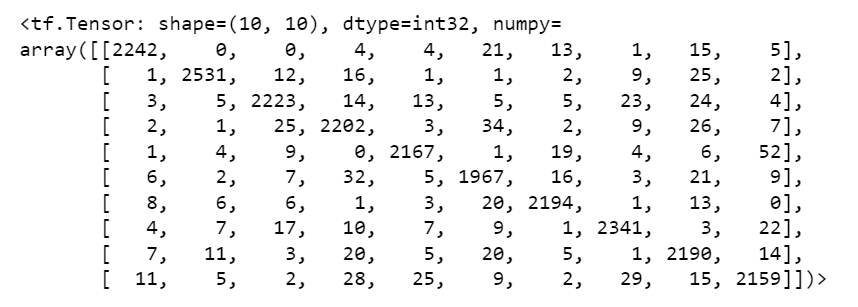 <tf.Tensor: shape=(10, 10), dtype=int32, numpy=
array([[2242,    0,    0,    4,    4,   21,   13,    1,   15,    5],
       [   1, 2531,   12,   16,    1,    1,    2,    9,   25,    2],
       [   3,    5, 2223,   14,   13,    5,    5,   23,   24,    4],
       [   2,    1,   25, 2202,    3,   34,    2,    9,   26,    7],
       [   1,    4,    9,    0, 2167,    1,   19,    4,    6,   52],
       [   6,    2,    7,   32,    5, 1967,   16,    3,   21,    9],
       [   8,    6,    6,    1,    3,   20, 2194,    1,   13,    0],
       [   4,    7,   17,   10,    7,    9,    1, 2341,    3,   22],
       [   7,   11,    3,   20,    5,   20,    5,    1, 2190,   14],
       [  11,    5,    2,   28,   25,    9,    2,   29,   15, 2159]])>